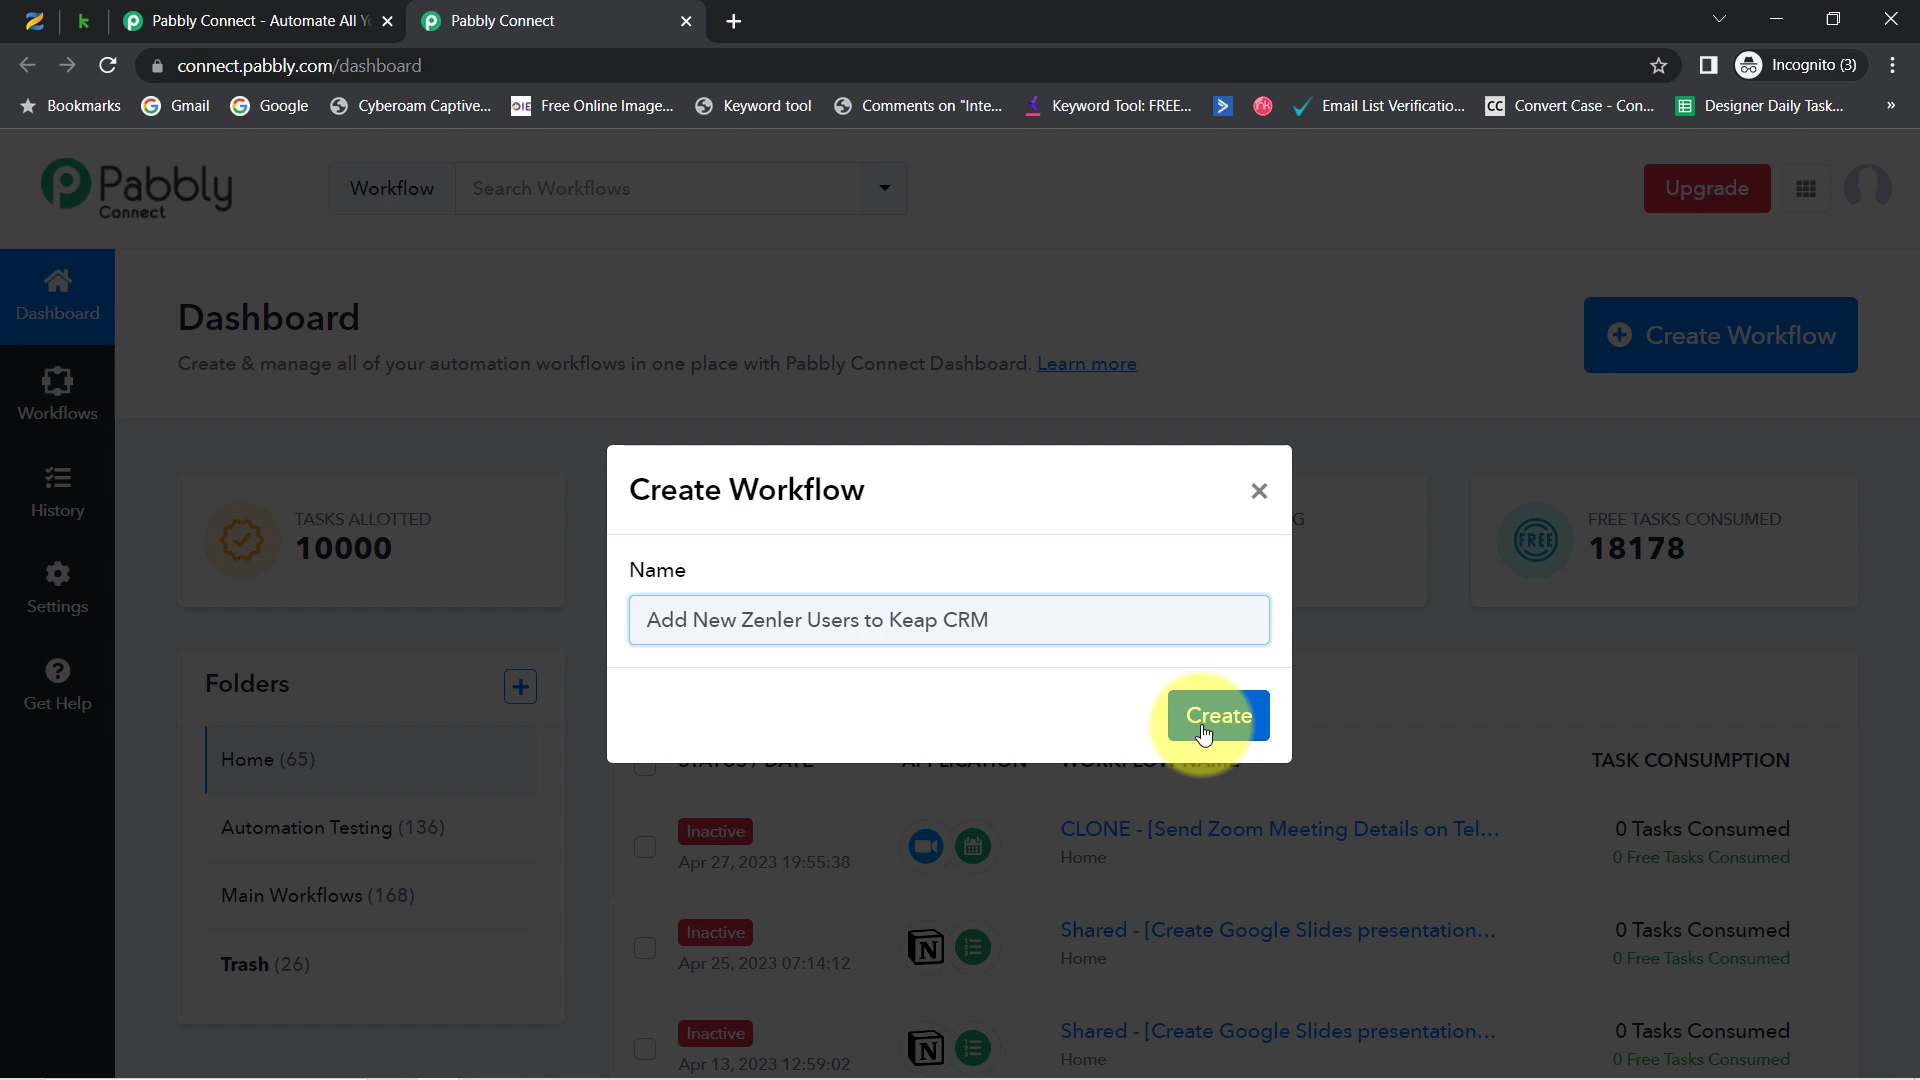 Pabbly Connect - Automate All Y
Pabbly Connect
connect.pabbly.com/dashboard
Incognito (3)
Bookmarks
Gmail
Google
Cyberoam Captive...
Free Online Image...
Keyword tool
Comments on "Inte...
Keyword Tool: FREE...
Email List Verificatio...
CC Convert Case - Con...
Designer Daily Task...
»
Pabbly
Connect
Workflow
Search Workflows
Upgrade
Dashboard
Workflows
History
Settings
Get Help
Dashboard
Create & manage all of your automation workflows in one place with Pabbly Connect Dashboard. Learn more
Create Workflow
TASKS ALLOTTED
10000
G
FREE
FREE TASKS CONSUMED
18178
Create Workflow
Name
Add New Zenler Users to Keap CRM
Create
Folders
Home (65)
Automation Testing (136)
Main Workflows (168)
Trash (26)
STATUS / DATE
APPLICATION
WORKFLOW NAME
TASK CONSUMPTION
Inactive
Apr 27, 2023 19:55:38
CLONE - [Send Zoom Meeting Details on Tel...
Home
0 Tasks Consumed
0 Free Tasks Consumed
Inactive
Apr 25, 2023 07:14:12
Shared - [Create Google Slides presentation...
Home
0 Tasks Consumed
0 Free Tasks Consumed
Inactive
Apr 13, 2023 12:59:02
Shared - [Create Google Slides presentation...
Home
0 Tasks Consumed
0 Free Tasks Consumed